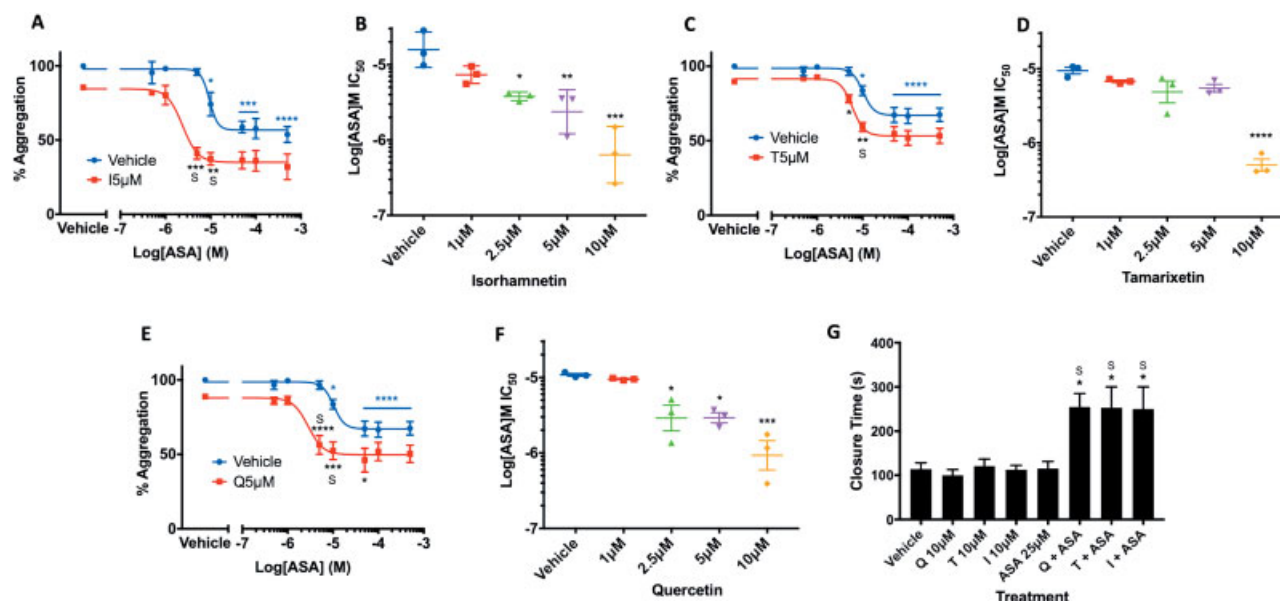 A
100
50
0
% Aggregation
***
*
****
Vehicle
I5μM
***
S
**
S
Vehicle
-7
-6
-5
-4
-3
Log[ASA] (M)
B
-5
-6
-7
Log[ASA]M IC50
*
**
***
Vehicle
1μM
2.5μM
5μM
10μM
Isorhamnetin
C
100
50
0
% Aggregation
*
****
Vehicle
T5μM
*
**
S
Vehicle
-7
-6
-5
-4
-3
Log[ASA] (M)
D
-5
-6
-7
Log[ASA]M IC50
****
Vehicle
1μM
2.5μM
5μM
10μM
Tamarixetin
E
100
50
0
% Aggregation
*
****
S
****
Vehicle
Q5μM
***
S
*
Vehicle
-7
-6
-5
-4
-3
Log[ASA] (M)
F
-5
-6
-7
Log[ASA]M IC50
*
*
***
Vehicle
1μM
2.5μM
5μM
10μM
Quercetin
G
400
300
200
100
0
Closure Time (s)
S
*
S
*
S
*
Vehicle
Q 10μM
T 10μM
I 10μM
ASA 25μM
Q + ASA
T + ASA
I + ASA
Treatment